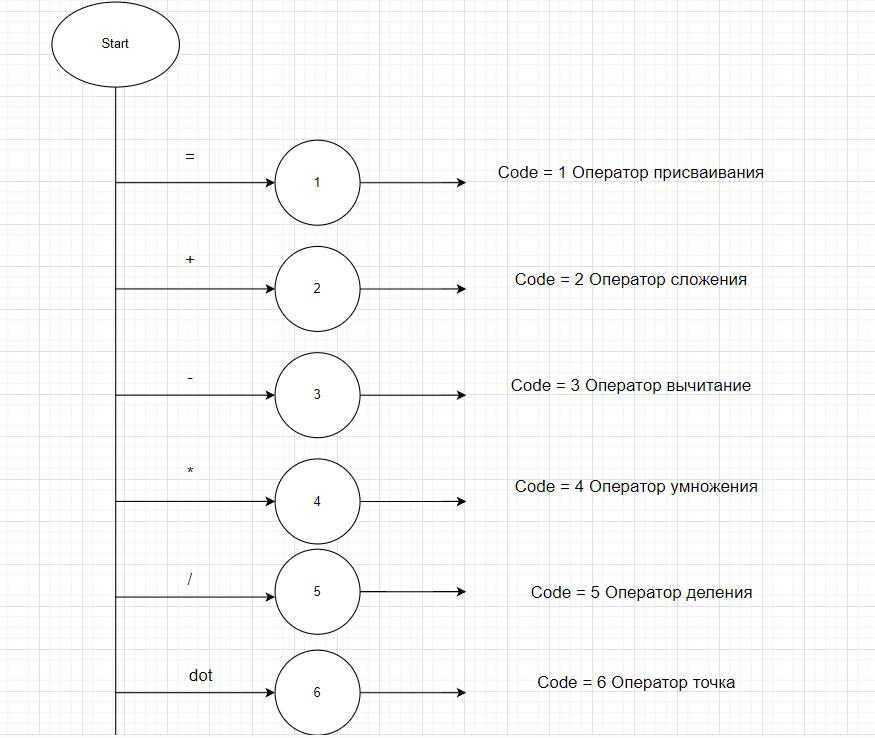 Start
=
1
Code = 1 Оператор присваивания
+
2
Code = 2 Оператор сложения
-
3
Code = 3 Оператор вычитание
*
4
Code = 4 Оператор умножения
/
5
Code = 5 Оператор деления
dot
6
Code = 6 Оператор точка